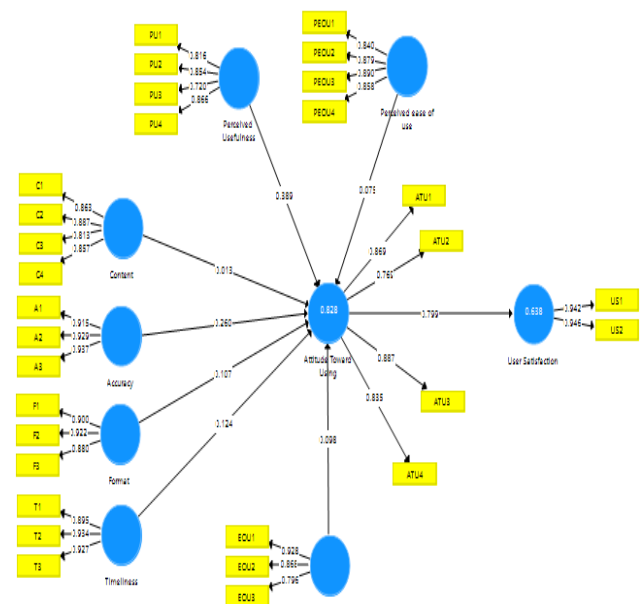 PU1
PU2
PU3
PU4
0.816
0.854
0.720
0.866
Perceived
Usefulness
PEOU1
PEOU2
PEOU3
PEOU4
0.840
0.879
0.890
0.858
Perceived ease of
use
0.389
0.073
C1
C2
C3
C4
0.863
0.887
0.813
0.857
Content
0.013
A1
A2
A3
0.915
0.929
0.937
Accuracy
0.260
F1
F2
F3
0.900
0.922
0.880
Format
0.107
T1
T2
T3
0.895
0.934
0.927
Timeliness
0.124
EOU1
EOU2
EOU3
0.928
0.796
0.098
0.828
Attitude Toward
Using
ATU1
ATU2
ATU3
ATU4
0.869
0.887
0.835
0.799
0.638
User Satisfaction
US1
US2
0.942
0.946